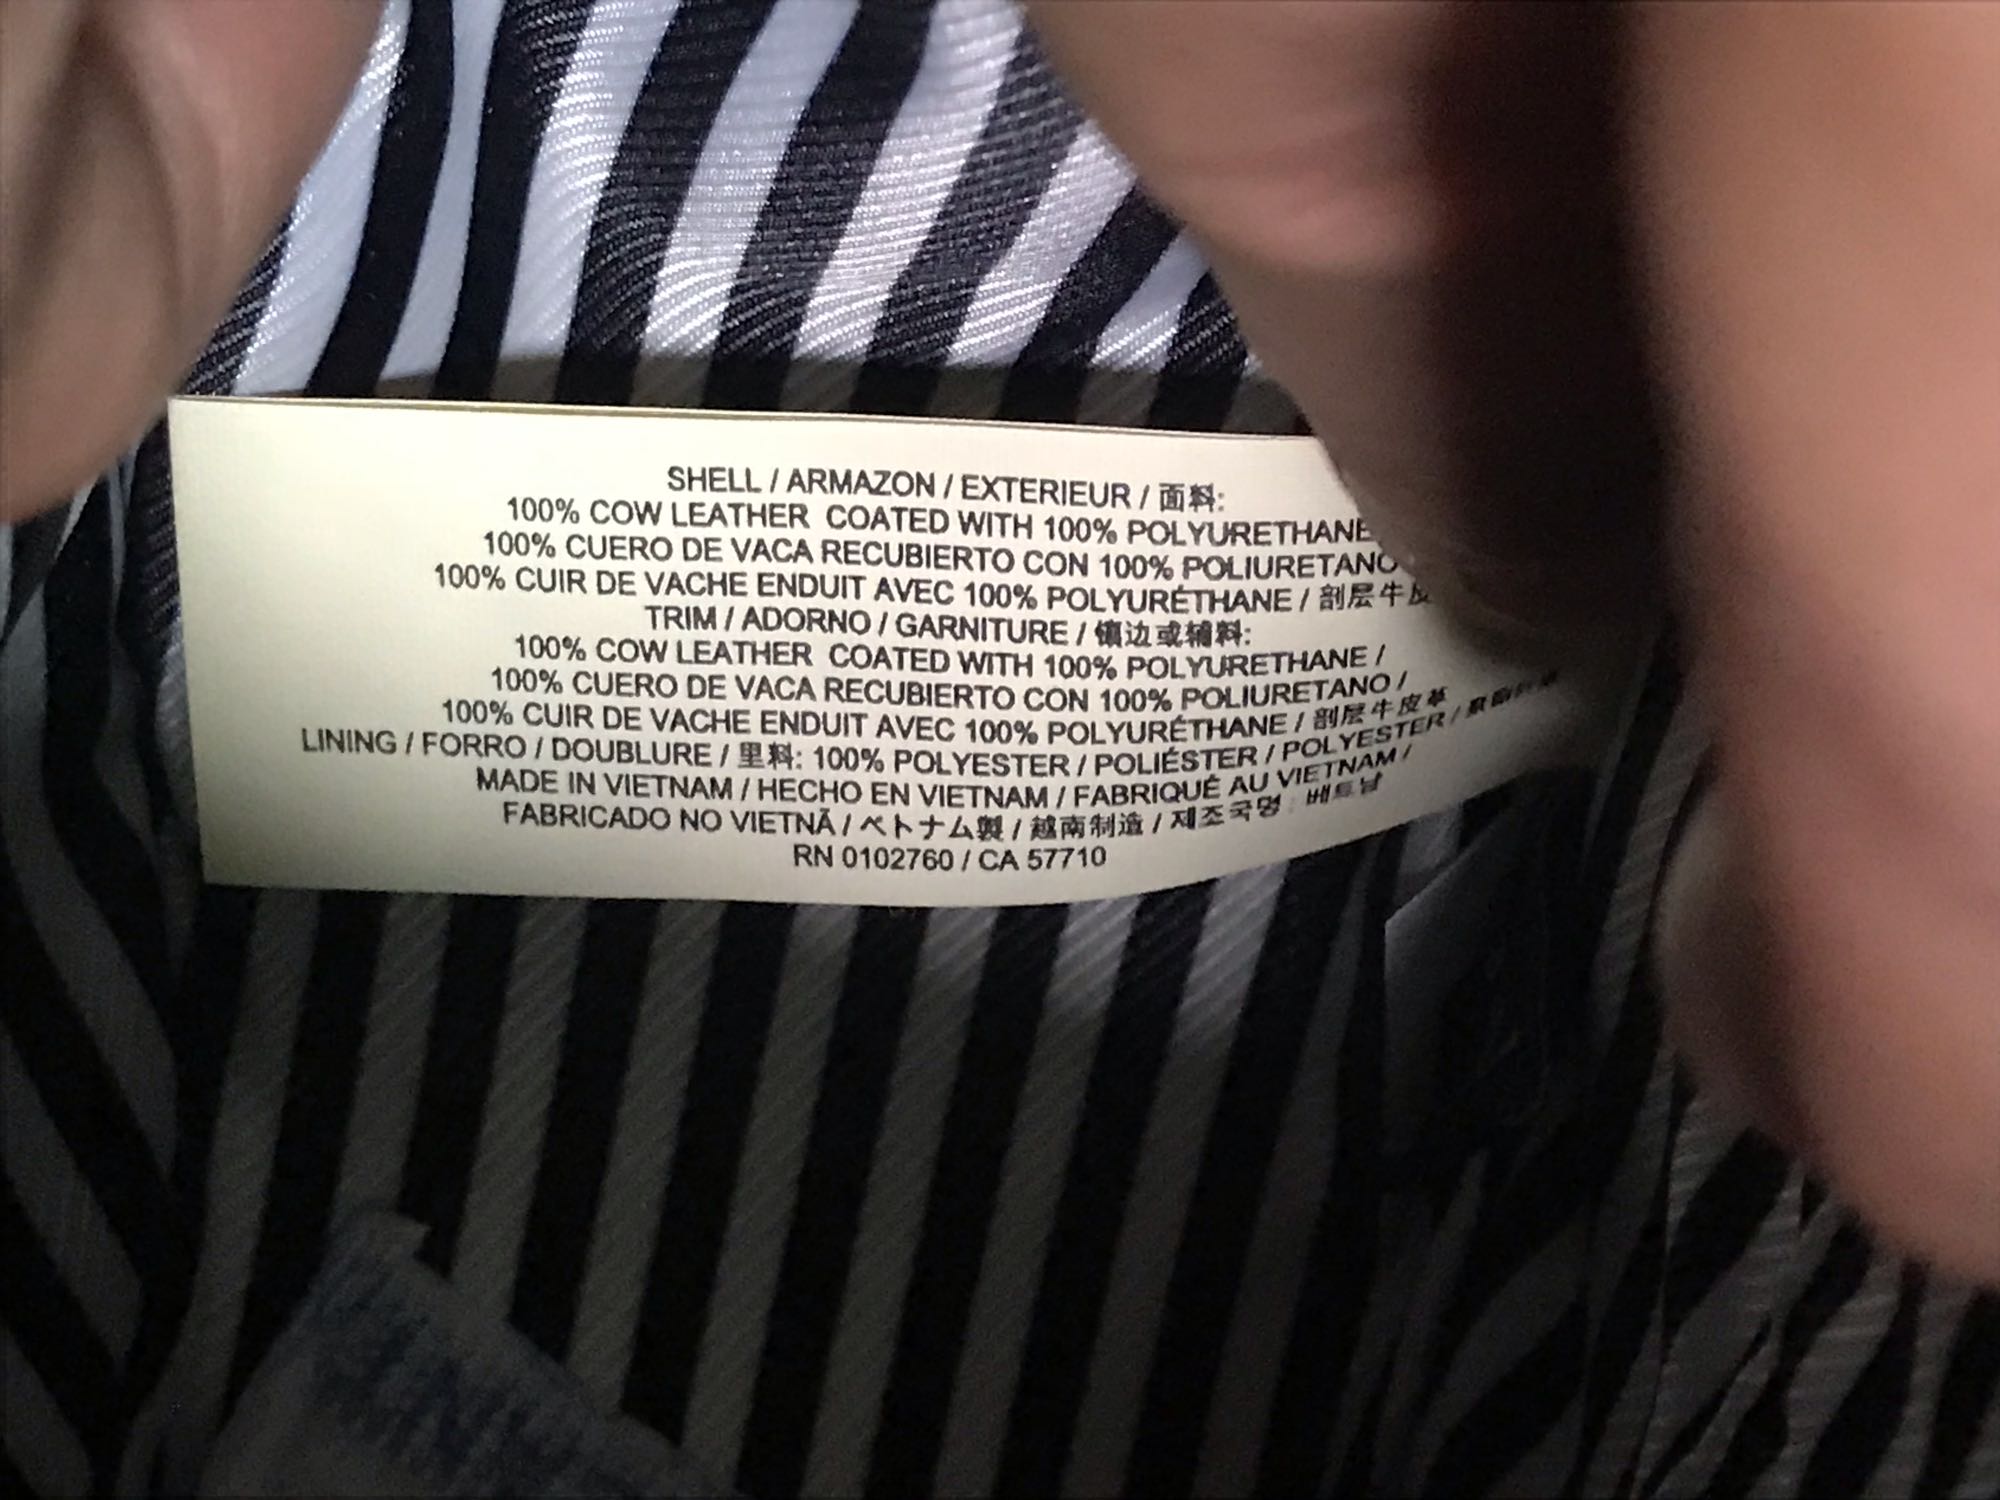 SHELL / ARMAZON / EXTERIEUR / 面料:
100% COW LEATHER COATED WITH 100% POLYURETHANE
100% CUERO DE VACA RECUBIERTO CON 100% POLIURETANO
100% CUIR DE VACHE ENDUIT AVEC 100% POLYURÉTHANE / 剖层牛皮
TRIM / ADORNO / GARNITURE / 镶边或辅料:
100% COW LEATHER COATED WITH 100% POLYURETHANE /
100% CUERO DE VACA RECUBIERTO CON 100% POLIURETANO /
100% CUIR DE VACHE ENDUIT AVEC 100% POLYURÉTHANE / 剖层牛皮革
LINING / FORRO / DOUBLURE / 里料: 100% POLYESTER / POLIÉSTER / POLYESTER /
MADE IN VIETNAM / HECHO EN VIETNAM / FABRIQUÉ AU VIETNAM /
FABRICADO NO VIETNÃ / ベトナム製 / 越南制造 / 제조국명 : 베트남
RN 0102760 / CA 57710